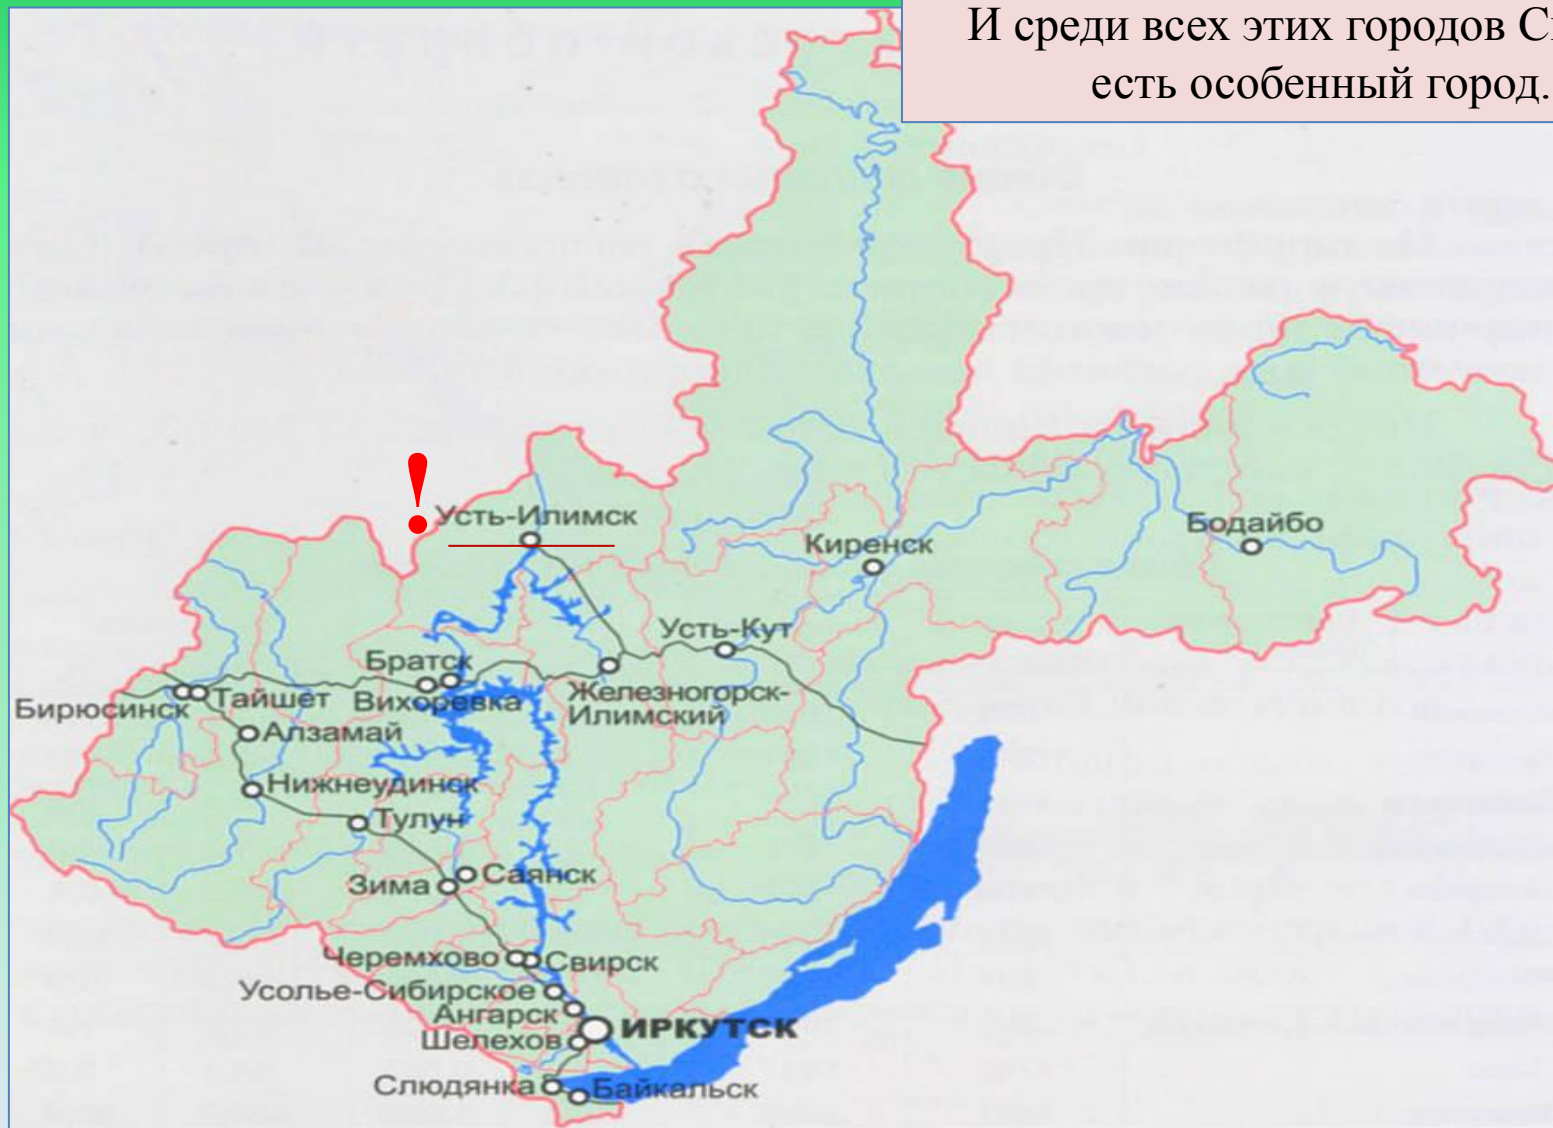 И среди всех этих городов
есть особенный город.
!
Усть-Илимск
Бодайбо
Киренск
Усть-Кут
Братск
Железногорск-
Илимский
Вихоревка
Тайшет
Бирюсинск
Алзамай
Нижнеудинск
Тулун
Саянск
Зима
Черемхово
Свирск
Усолье-Сибирское
Ангарск
ИРКУТСК
Шелехов
Слюдянка
Байкальск